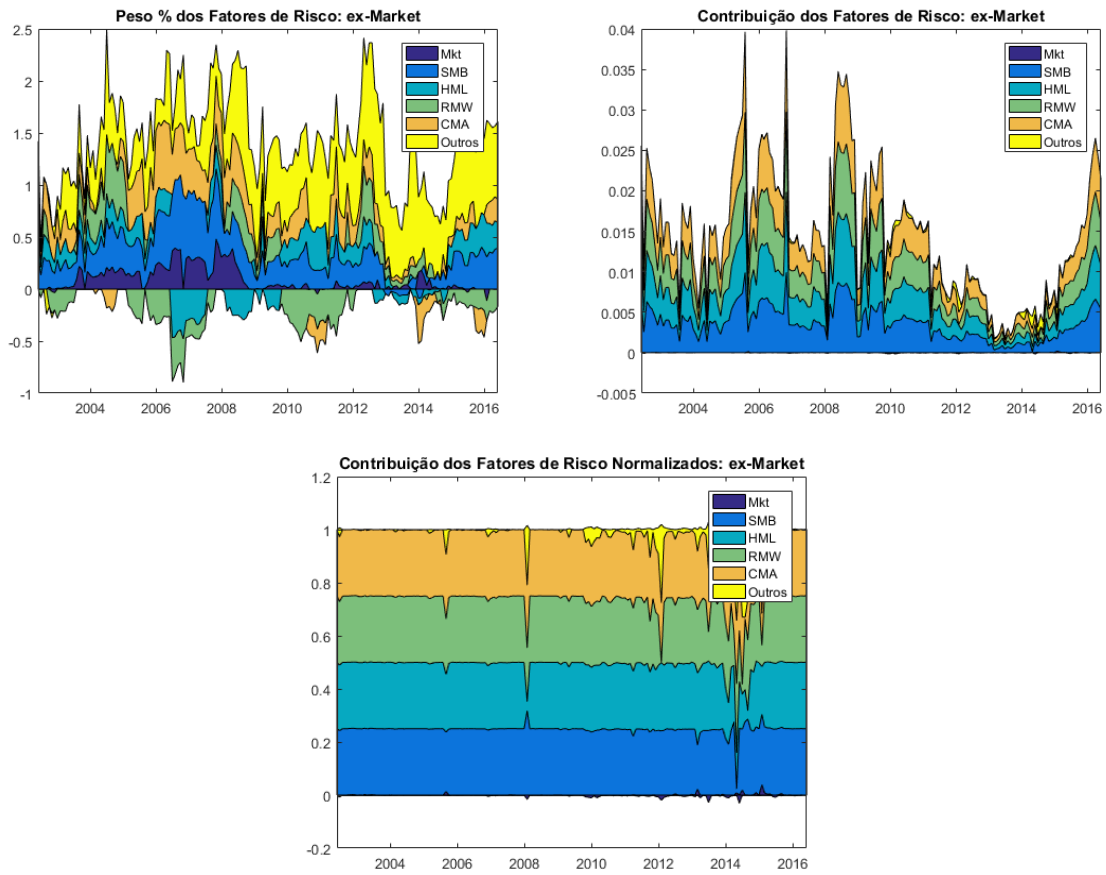 Peso % dos Fatores de Risco: ex-Market
2.5
2
1.5
1
0.5
0
-0.5
-1
2004 2006 2008 2010 2012 2014 2016
Mkt
SMB
HML
RMW
CMA
Outros
Contribuição dos Fatores de Risco: ex-Market
0.04
0.035
0.03
0.025
0.02
0.015
0.01
0.005
0
-0.005
2004 2006 2008 2010 2012 2014 2016
Mkt
SMB
HML
RMW
CMA
Outros
Contribuição dos Fatores de Risco Normalizados: ex-Market
1.2
1
0.8
0.6
0.4
0.2
0
-0.2
2004 2006 2008 2010 2012 2014 2016
Mkt
SMB
HML
RMW
CMA
Outros